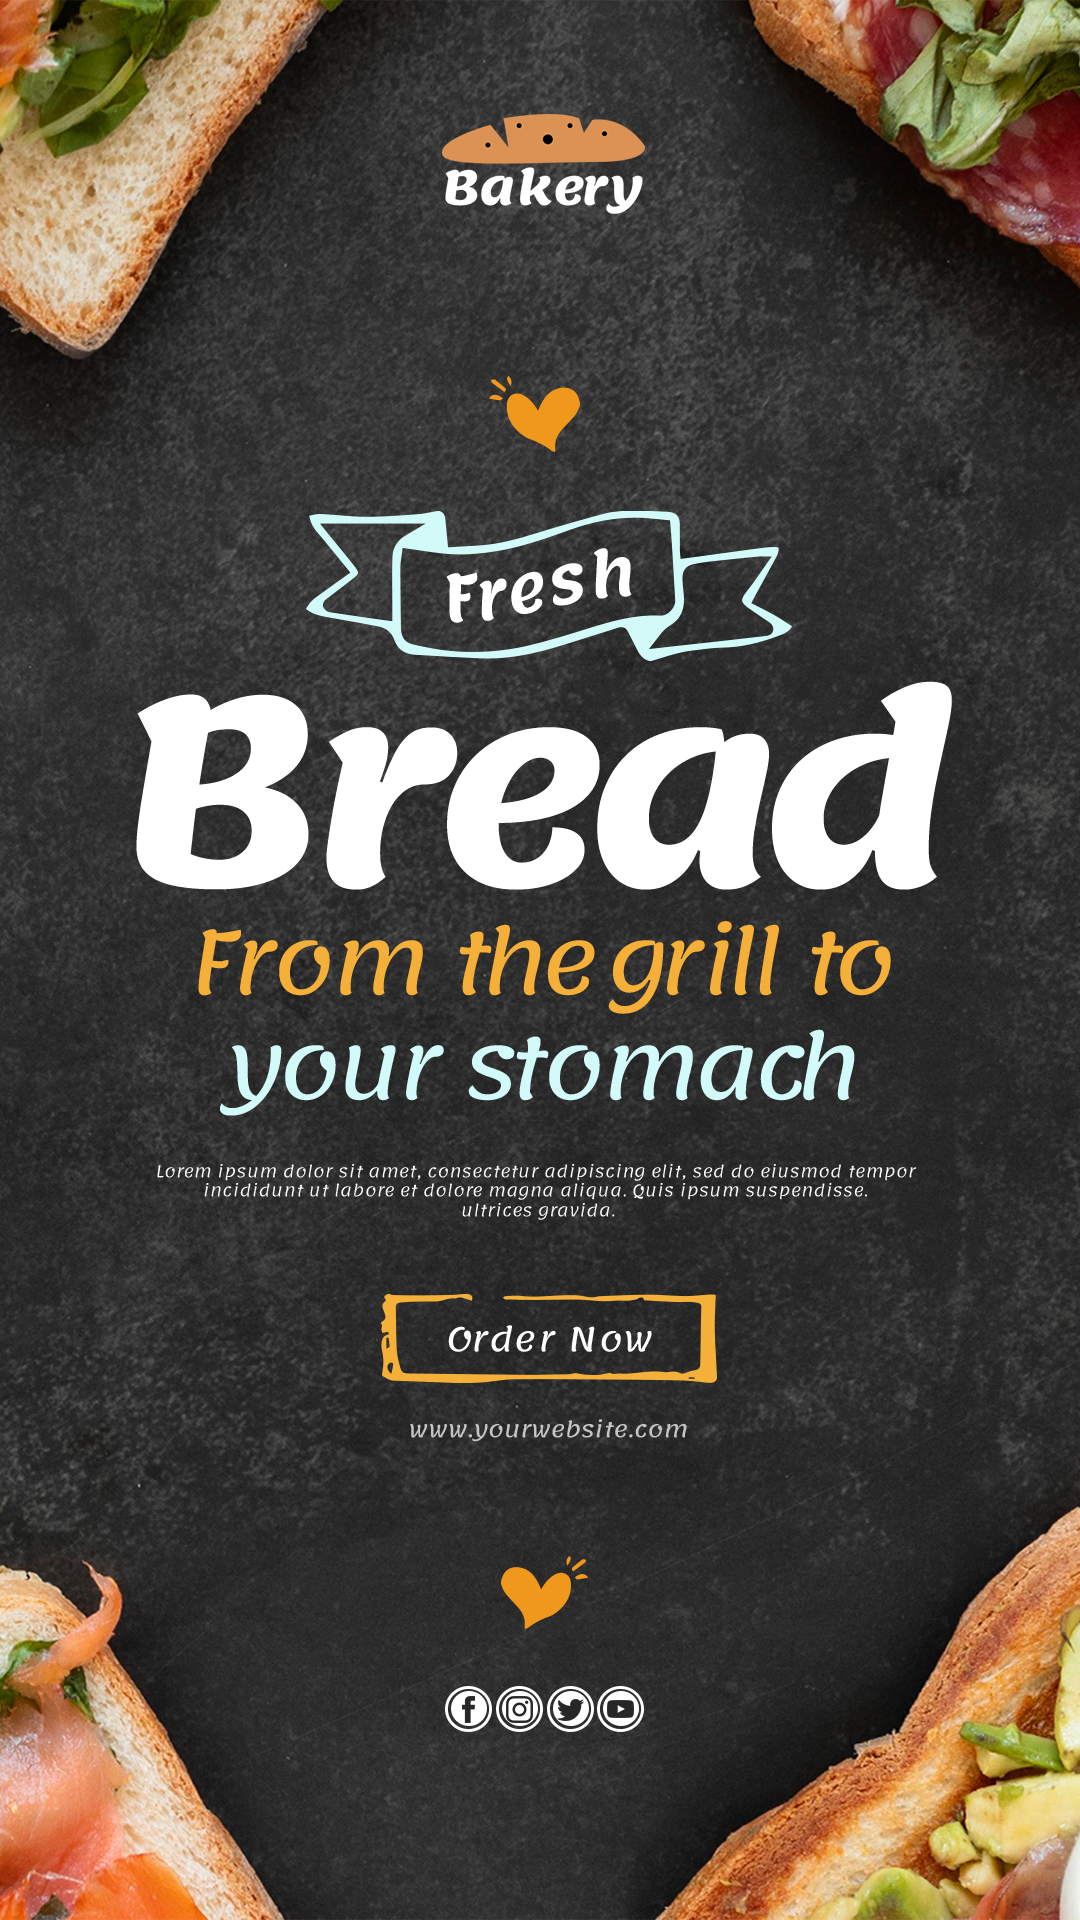 Bakery
Fresh
Bread
From the grill to
your stomach
Lorem ipsum dolor sit amet, consectetur adipiscing elit, sed do eiusmod tempor
incididunt ut labore et dolore magna aliqua. Quis ipsum suspendisse.
ultrices gravida.
Order Now
www.yourwebsite.com